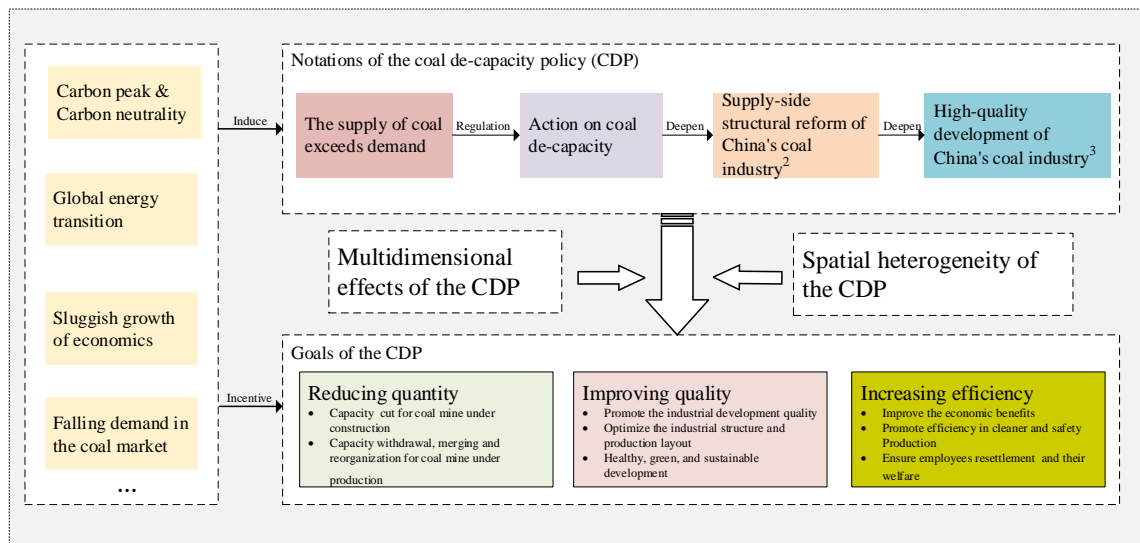 Carbon peak &
Carbon neutrality
Global energy
transition
Sluggish growth
of economics
Falling demand in
the coal market
...
Induce
Incentive
Notations of the coal de-capacity policy (CDP)
The supply of coal
exceeds demand
Regulation
Action on coal
de-capacity
Deepen
Supply-side
structural reform of
China's coal
industry2
Deepen
High-quality
development of
China's coal industry3
Multidimensional
effects of the CDP
Spatial heterogeneity of
the CDP
Goals of the CDP
Reducing quantity
• Capacity cut for coal mine under
construction
• Capacity withdrawal, merging and
reorganization for coal mine under
production
Improving quality
• Promote the industrial development quality
• Optimize the industrial structure and
production layout
• Healthy, green, and sustainable
development
Increasing efficiency
• Improve the economic benefits
• Promote efficiency in cleaner and safety
Production
• Ensure employees resettlement and their
welfare